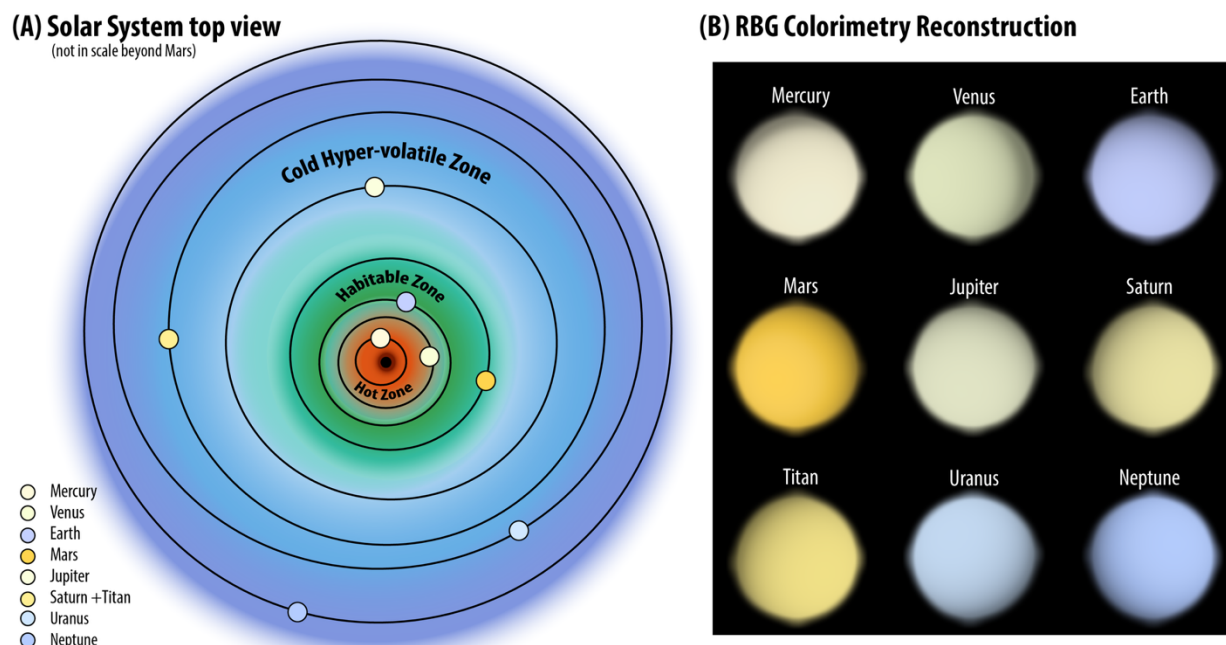 (A) Solar System top view
(not in scale beyond Mars)
Cold Hyper-volatile Zone
Habitable Zone
Hot Zone
Mercury
Venus
Earth
Mars
Jupiter
Saturn +Titan
Uranus
Neptune
(B) RBG Colorimetry Reconstruction
Mercury
Venus
Earth
Mars
Jupiter
Saturn
Titan
Uranus
Neptune